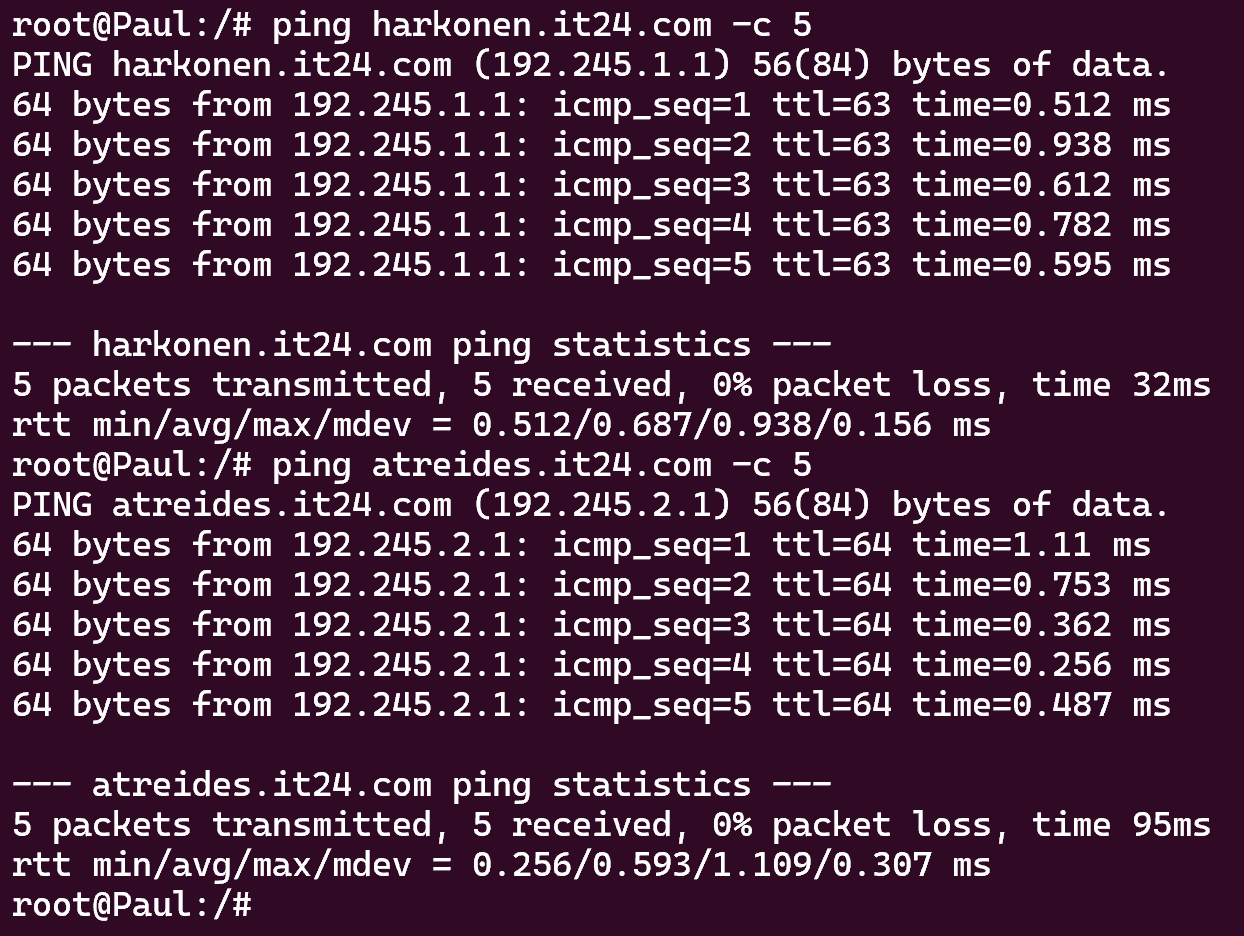 root@Paul:/# ping harkonen.it24.com -c 5
PING harkonen.it24.com (192.245.1.1) 56(84) bytes of data.
64 bytes from 192.245.1.1: icmp_seq=1 ttl=63 time=0.512 ms
64 bytes from 192.245.1.1: icmp_seq=2 ttl=63 time=0.938 ms
64 bytes from 192.245.1.1: icmp_seq=3 ttl=63 time=0.612 ms
64 bytes from 192.245.1.1: icmp_seq=4 ttl=63 time=0.782 ms
64 bytes from 192.245.1.1: icmp_seq=5 ttl=63 time=0.595 ms

--- harkonen.it24.com ping statistics ---
5 packets transmitted, 5 received, 0% packet loss, time 32ms
rtt min/avg/max/mdev = 0.512/0.687/0.938/0.156 ms
root@Paul:/# ping atreides.it24.com -c 5
PING atreides.it24.com (192.245.2.1) 56(84) bytes of data.
64 bytes from 192.245.2.1: icmp_seq=1 ttl=64 time=1.11 ms
64 bytes from 192.245.2.1: icmp_seq=2 ttl=64 time=0.753 ms
64 bytes from 192.245.2.1: icmp_seq=3 ttl=64 time=0.362 ms
64 bytes from 192.245.2.1: icmp_seq=4 ttl=64 time=0.256 ms
64 bytes from 192.245.2.1: icmp_seq=5 ttl=64 time=0.487 ms

--- atreides.it24.com ping statistics ---
5 packets transmitted, 5 received, 0% packet loss, time 95ms
rtt min/avg/max/mdev = 0.256/0.593/1.109/0.307 ms
root@Paul:/#